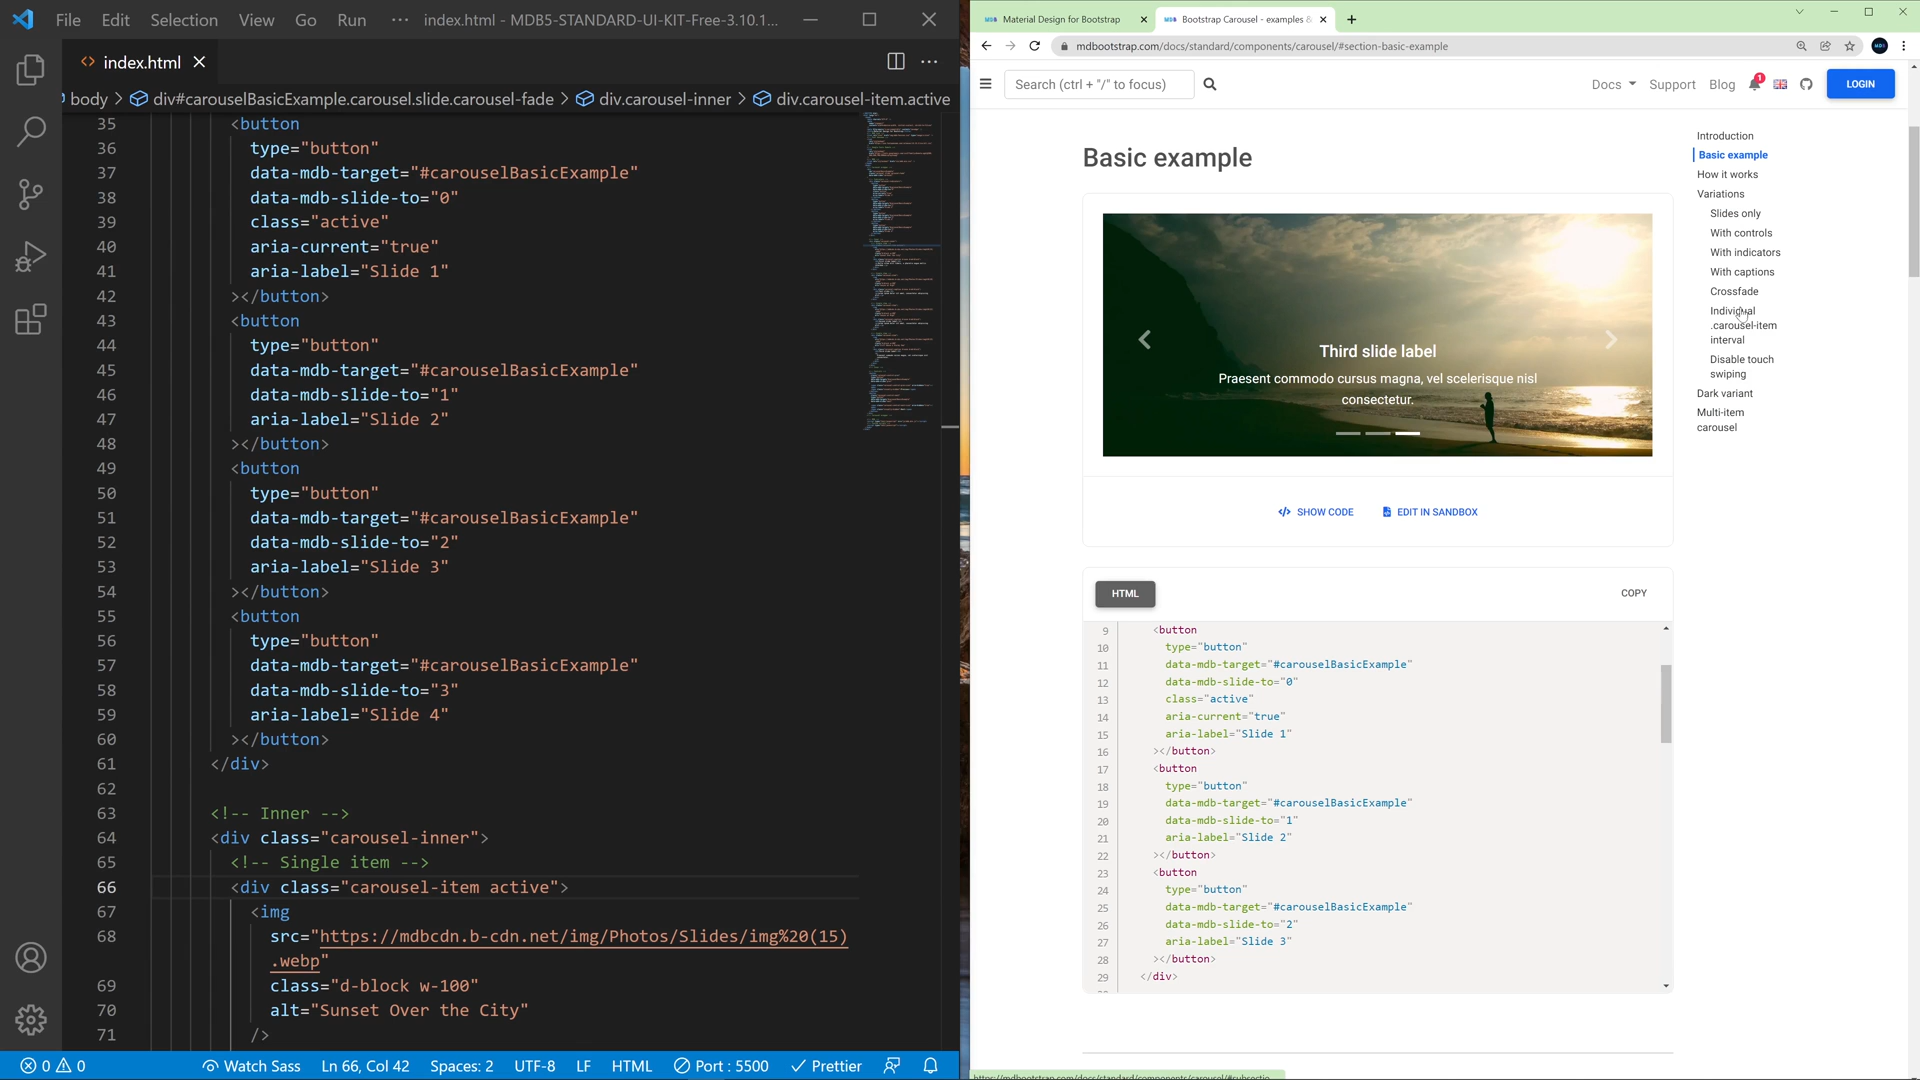 File Edit Selection View Go Run ··· index.html - MDB5-STANDARD-UI-KIT-Free-3.10.1...
<> index.html
body > div#carouselBasicExample.carousel.slide.carousel-fade > div.carousel-inner > div.carousel-item.active
35 <button
36 type="button"
37 data-mdb-target="#carouselBasicExample"
38 data-mdb-slide-to="0"
39 class="active"
40 aria-current="true"
41 aria-label="Slide 1"
42 ></button>
43 <button
44 type="button"
45 data-mdb-target="#carouselBasicExample"
46 data-mdb-slide-to="1"
47 aria-label="Slide 2"
48 ></button>
49 <button
50 type="button"
51 data-mdb-target="#carouselBasicExample"
52 data-mdb-slide-to="2"
53 aria-label="Slide 3"
54 ></button>
55 <button
56 type="button"
57 data-mdb-target="#carouselBasicExample"
58 data-mdb-slide-to="3"
59 aria-label="Slide 4"
60 ></button>
61 </div>
62
63 <!-- Inner -->
64 <div class="carousel-inner">
65 <!-- Single item -->
66 <div class="carousel-item active">
67 <img
68 src="https://mdbcdn.b-cdn.net/img/Photos/Slides/img%20(15)
.webp"
69 class="d-block w-100"
70 alt="Sunset Over the City"
71 />
0 0 Watch Sass Ln 66, Col 42 Spaces: 2 UTF-8 LF HTML Port : 5500 Prettier
Material Design for Bootstrap
Bootstrap Carousel - examples &
mdbootstrap.com/docs/standard/components/carousel/#section-basic-example
Search (ctrl + "/" to focus)
Docs Support Blog 1 LOGIN
Basic example
Third slide label
Praesent commodo cursus magna, vel scelerisque nisl
consectetur.
SHOW CODE EDIT IN SANDBOX
HTML COPY
9 <button
10 type="button"
11 data-mdb-target="#carouselBasicExample"
12 data-mdb-slide-to="0"
13 class="active"
14 aria-current="true"
15 aria-label="Slide 1"
16 ></button>
17 <button
18 type="button"
19 data-mdb-target="#carouselBasicExample"
20 data-mdb-slide-to="1"
21 aria-label="Slide 2"
22 ></button>
23 <button
24 type="button"
25 data-mdb-target="#carouselBasicExample"
26 data-mdb-slide-to="2"
27 aria-label="Slide 3"
28 ></button>
29 </div>
Introduction
Basic example
How it works
Variations
Slides only
With controls
With indicators
With captions
Crossfade
Individual
.carousel-item
interval
Disable touch
swiping
Dark variant
Multi-item
carousel